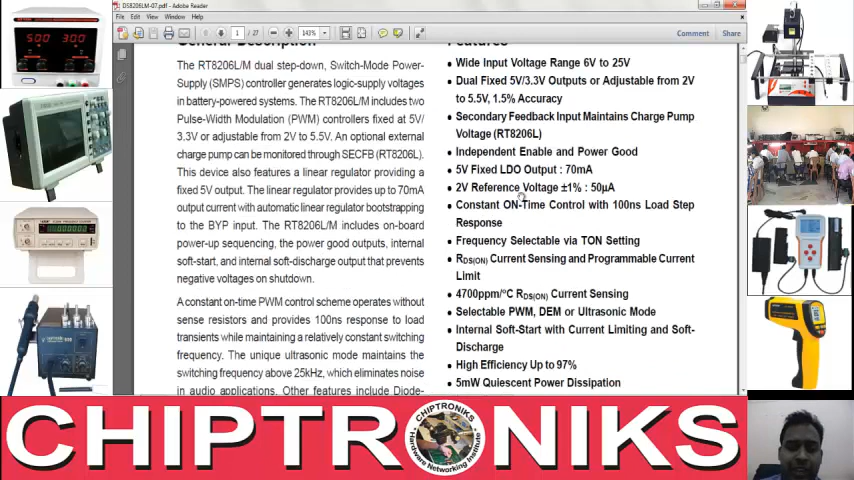 DS8206LM-07.pdf - Adobe Reader
File Edit View Window Help
1 / 27 143% Comment Share
General Description
The RT8206L/M dual step-down, Switch-Mode Power-
Supply (SMPS) controller generates logic-supply voltages
in battery-powered systems. The RT8206L/M includes two
Pulse-Width Modulation (PWM) controllers fixed at 5V/
3.3V or adjustable from 2V to 5.5V. An optional external
charge pump can be monitored through SECFB (RT8206L).
This device also features a linear regulator providing a
fixed 5V output. The linear regulator provides up to 70mA
output current with automatic linear regulator bootstrapping
to the BYP input. The RT8206L/M includes on-board
power-up sequencing, the power good outputs, internal
soft-start, and internal soft-discharge output that prevents
negative voltages on shutdown.
A constant on-time PWM control scheme operates without
sense resistors and provides 100ns response to load
transients while maintaining a relatively constant switching
frequency. The unique ultrasonic mode maintains the
switching frequency above 25kHz, which eliminates noise
in audio applications. Other features include Diode-
Features
• Wide Input Voltage Range 6V to 25V
• Dual Fixed 5V/3.3V Outputs or Adjustable from 2V
to 5.5V, 1.5% Accuracy
• Secondary Feedback Input Maintains Charge Pump
Voltage (RT8206L)
• Independent Enable and Power Good
• 5V Fixed LDO Output : 70mA
• 2V Reference Voltage ±1% : 50μA
• Constant ON-Time Control with 100ns Load Step
Response
• Frequency Selectable via TON Setting
• RDS(ON) Current Sensing and Programmable Current
Limit
• 4700ppm/°C RDS(ON) Current Sensing
• Selectable PWM, DEM or Ultrasonic Mode
• Internal Soft-Start with Current Limiting and Soft-
Discharge
• High Efficiency Up to 97%
• 5mW Quiescent Power Dissipation
500 300
CHIPTRONIKS
CHIPTRONIKS
Hardware Networking Institute